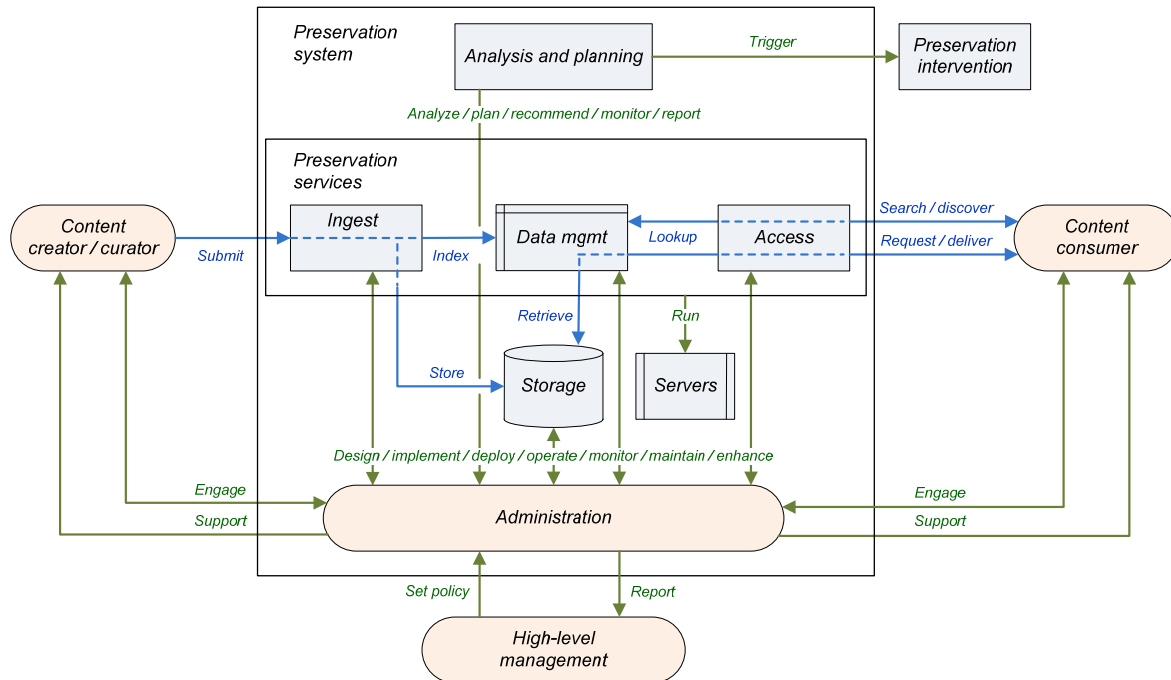 Preservation
system
Analysis and planning
Trigger
Preservation
intervention
Analyze / plan / recommend / monitor / report
Preservation
services
Content
creator / curator
Submit
Ingest
Index
Data mgmt
Lookup
Access
Search / discover
Request / deliver
Content
consumer
Retrieve
Run
Store
Storage
Servers
Design / implement / deploy / operate / monitor / maintain / enhance
Engage
Support
Administration
Engage
Support
Set policy
Report
High-level
management